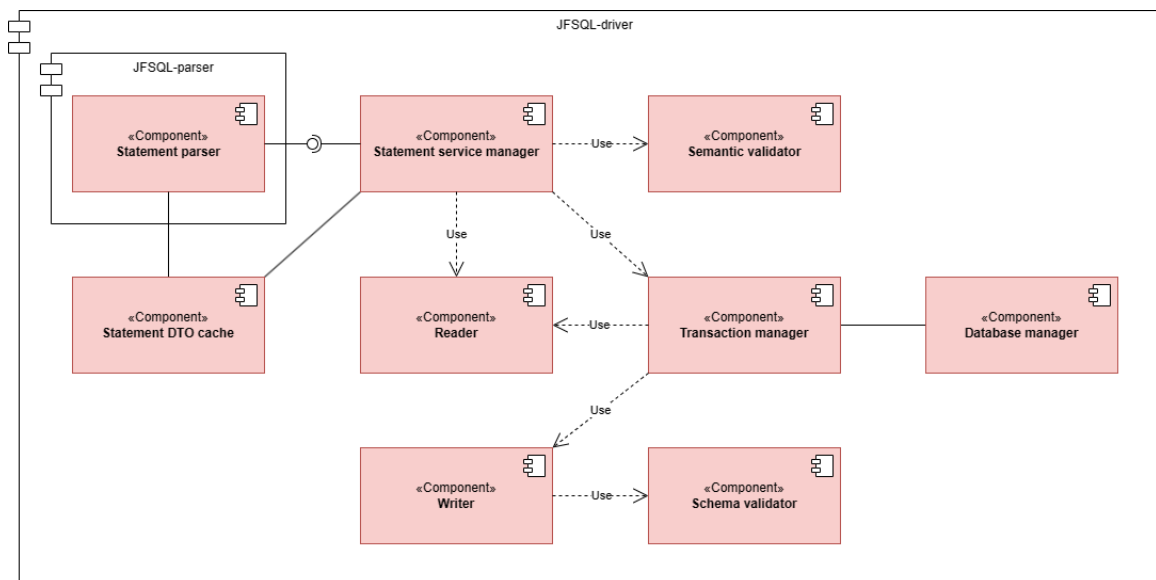 JFSQL-driver
JFSQL-parser
«Component»
Statement parser
«Component»
Statement service manager
Use
«Component»
Semantic validator
Use
Use
«Component»
Statement DTO cache
«Component»
Reader
Use
«Component»
Transaction manager
«Component»
Database manager
Use
«Component»
Writer
Use
«Component»
Schema validator